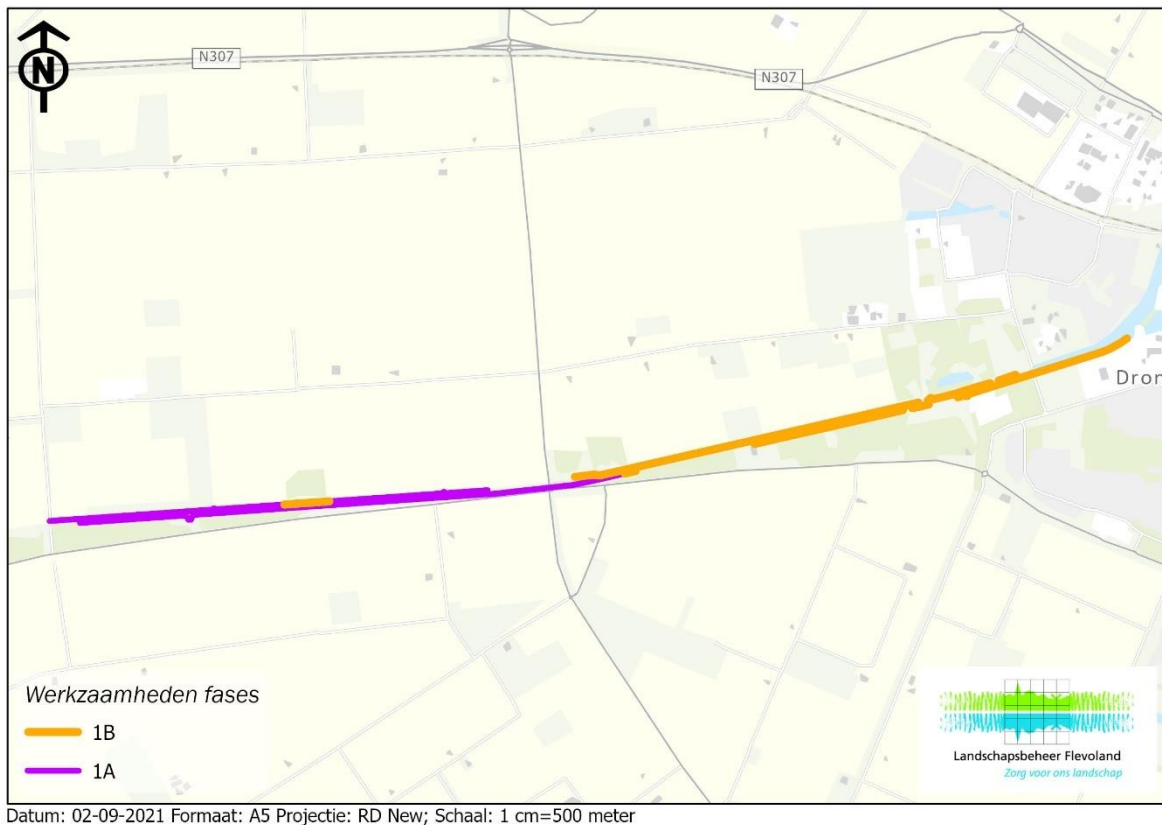 N
N307
N307
Dron
Werkzaamheden fases
1B
1A
Landschapsbeheer Flevoland
Zorg voor ons landschap
Datum: 02-09-2021 Formaat: A5 Projectie: RD New; Schaal: 1 cm=500 meter